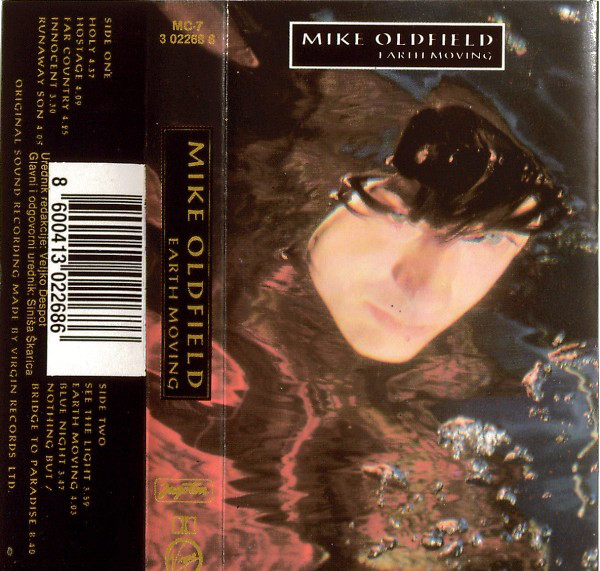 MIKE OLDFIELD
EARTH MOVING
MC-7
3 02268 6
MIKE OLDFIELD
EARTH MOVING
SIDE ONE
HOLY 4.37
HOSTAGE 4.09
FAR COUNTRY 4.25
INNOCENT 3.30
RUNAWAY SON 4.05
SIDE TWO
SEE THE LIGHT 3.59
EARTH MOVING 4.03
BLUE NIGHT 3.47
NOTHING BUT /
BRIDGE TO PARADISE 8.40
Urednik redakcije: Veljko Despot
Glavni i odgovorni urednik: Siniša Škarica
8 600413 022686
ORIGINAL SOUND RECORDING MADE BY VIRGIN RECORDS LTD.